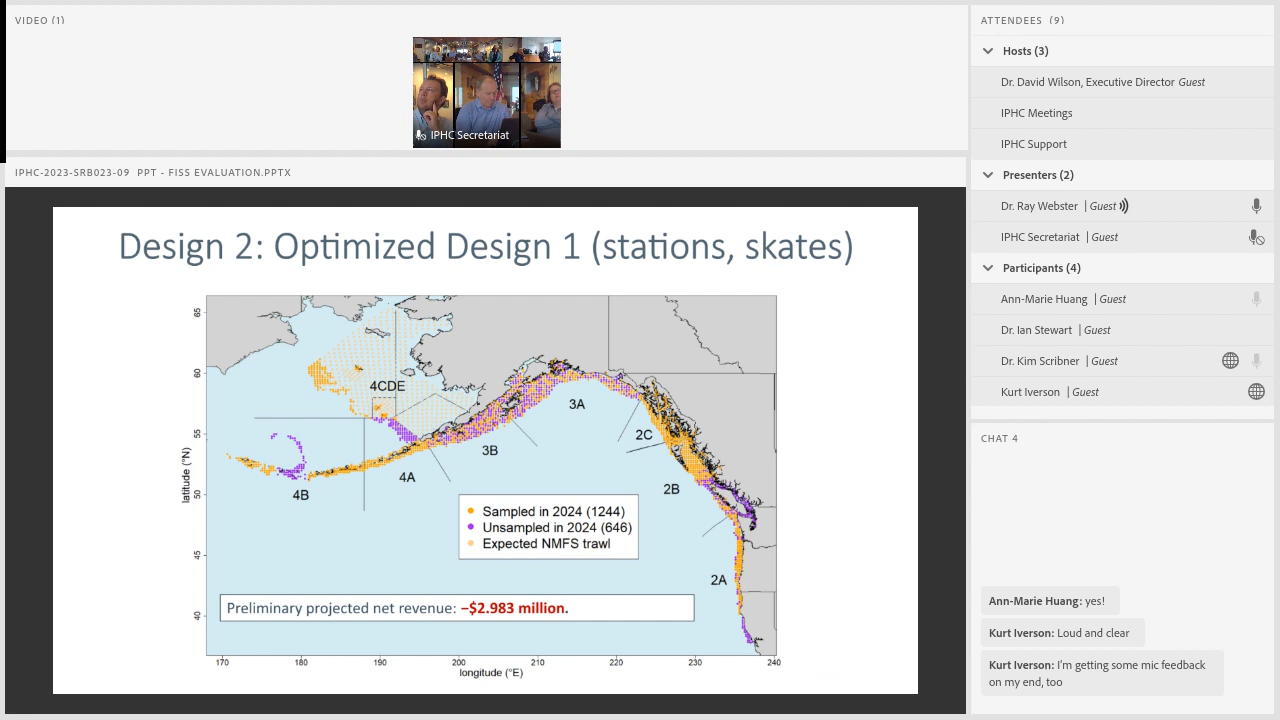 VIDEO (1)
IPHC Secretariat
IPHC-2023-SRB023-09 PPT - FISS EVALUATION.PPTX
Design 2: Optimized Design 1 (stations, skates)
65
60
55
50
45
40
latitude (°N)
4CDE
3A
2C
3B
4A
2B
4B
2A
Sampled in 2024 (1244)
Unsampled in 2024 (646)
Expected NMFS trawl
Preliminary projected net revenue: –$2.983 million.
170 180 190 200 210 220 230 240
longitude (°E)
ATTENDEES (9)
Hosts (3)
Dr. David Wilson, Executive Director Guest
IPHC Meetings
IPHC Support
Presenters (2)
Dr. Ray Webster | Guest
IPHC Secretariat | Guest
Participants (4)
Ann-Marie Huang | Guest
Dr. Ian Stewart | Guest
Dr. Kim Scribner | Guest
Kurt Iverson | Guest
CHAT 4
Ann-Marie Huang: yes!
Kurt Iverson: Loud and clear
Kurt Iverson: I'm getting some mic feedback
on my end, too